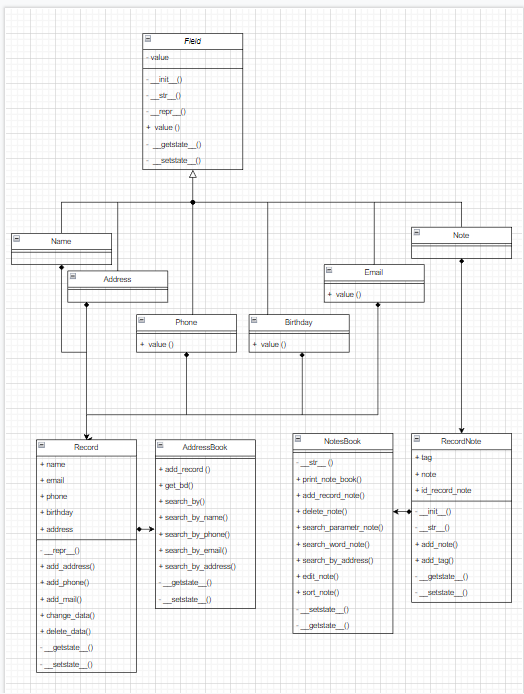 Field
- value
- __init__()
- __str__()
- __repr__()
+ value ()
- __getstate__()
- __setstate__()
Name
Note
Address
Email
+ value ()
Phone
+ value ()
Birthday
+ value ()
Record
+ name
+ email
+ phone
+ birthday
+ address
- __repr__()
+ add_address()
+ add_phone()
+ add_mail()
+ change_data()
+ delete_data()
- __getstate__()
- __setstate__()
AddressBook
+ add_record ()
+ get_bd()
+ search_by()
+ search_by_name()
+ search_by_phone()
+ search_by_email()
+ search_by_address()
- __getstate__()
- __setstate__()
NotesBook
- __str__ ()
+ print_note_book()
+ add_record_note()
+ delete_note()
+ search_parametr_note()
+ search_word_note()
+ search_by_address()
+ edit_note()
+ sort_note()
- __setstate__()
- __getstate__()
RecordNote
+ tag
+ note
+ id_record_note
- __init__()
- __str__()
+ add_note()
+ add_tag()
- __getstate__()
- __setstate__()